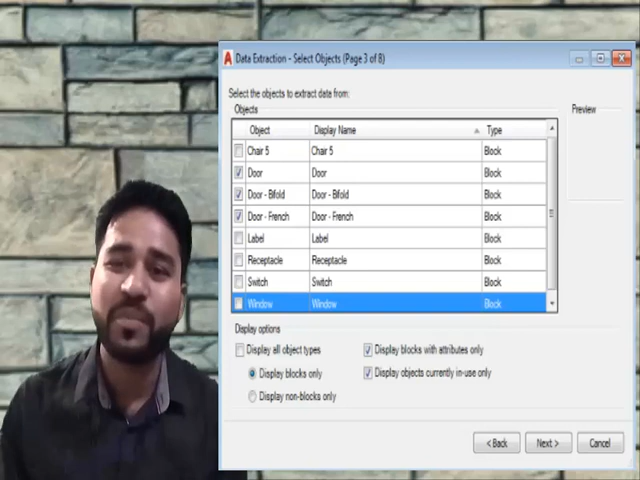 Data Extraction - Select Objects (Page 3 of 8)
Select the objects to extract data from:
Objects
Preview
Object Display Name Type
Chair 5 Chair 5 Block
Door Door Block
Door - Bifold Door - Bifold Block
Door - French Door - French Block
Label Label Block
Receptacle Receptacle Block
Switch Switch Block
Window Window Block
Display options
Display all object types Display blocks with attributes only
Display blocks only Display objects currently in-use only
Display non-blocks only
< Back Next > Cancel